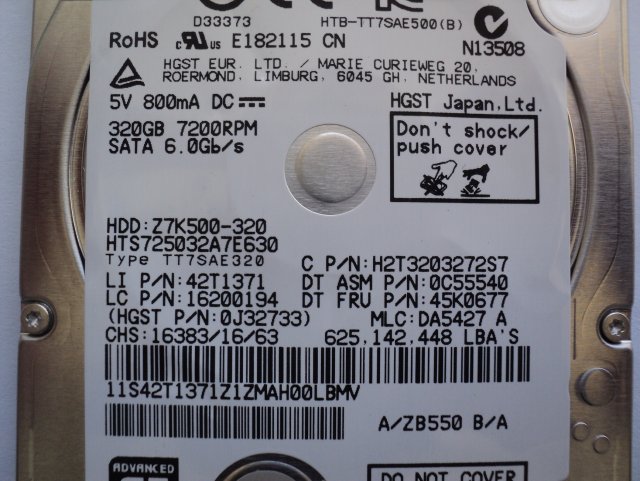 D33373 HTB-TT7SAE500(B)
RoHS c RU us E182115 CN N13508
HGST EUR. LTD. / MARIE CURIEWEG 20,
ROERMOND, LIMBURG, 6045 GH, NETHERLANDS
5V 800mA DC HGST Japan,Ltd.
320GB 7200RPM
SATA 6.0Gb/s
Don't shock/
push cover
HDD:Z7K500-320
HTS725032A7E630
Type TT7SAE320 C P/N:H2T3203272S7
LI P/N:42T1371 DT ASM P/N:0C55540
LC P/N:16200194 DT FRU P/N:45K0677
(HGST P/N:0J32733) MLC:DA5427 A
CHS:16383/16/63 625,142,448 LBA'S
11S42T1371Z1ZMAH00LBMV
A/ZB550 B/A
ADVANCED
DO NOT COVER